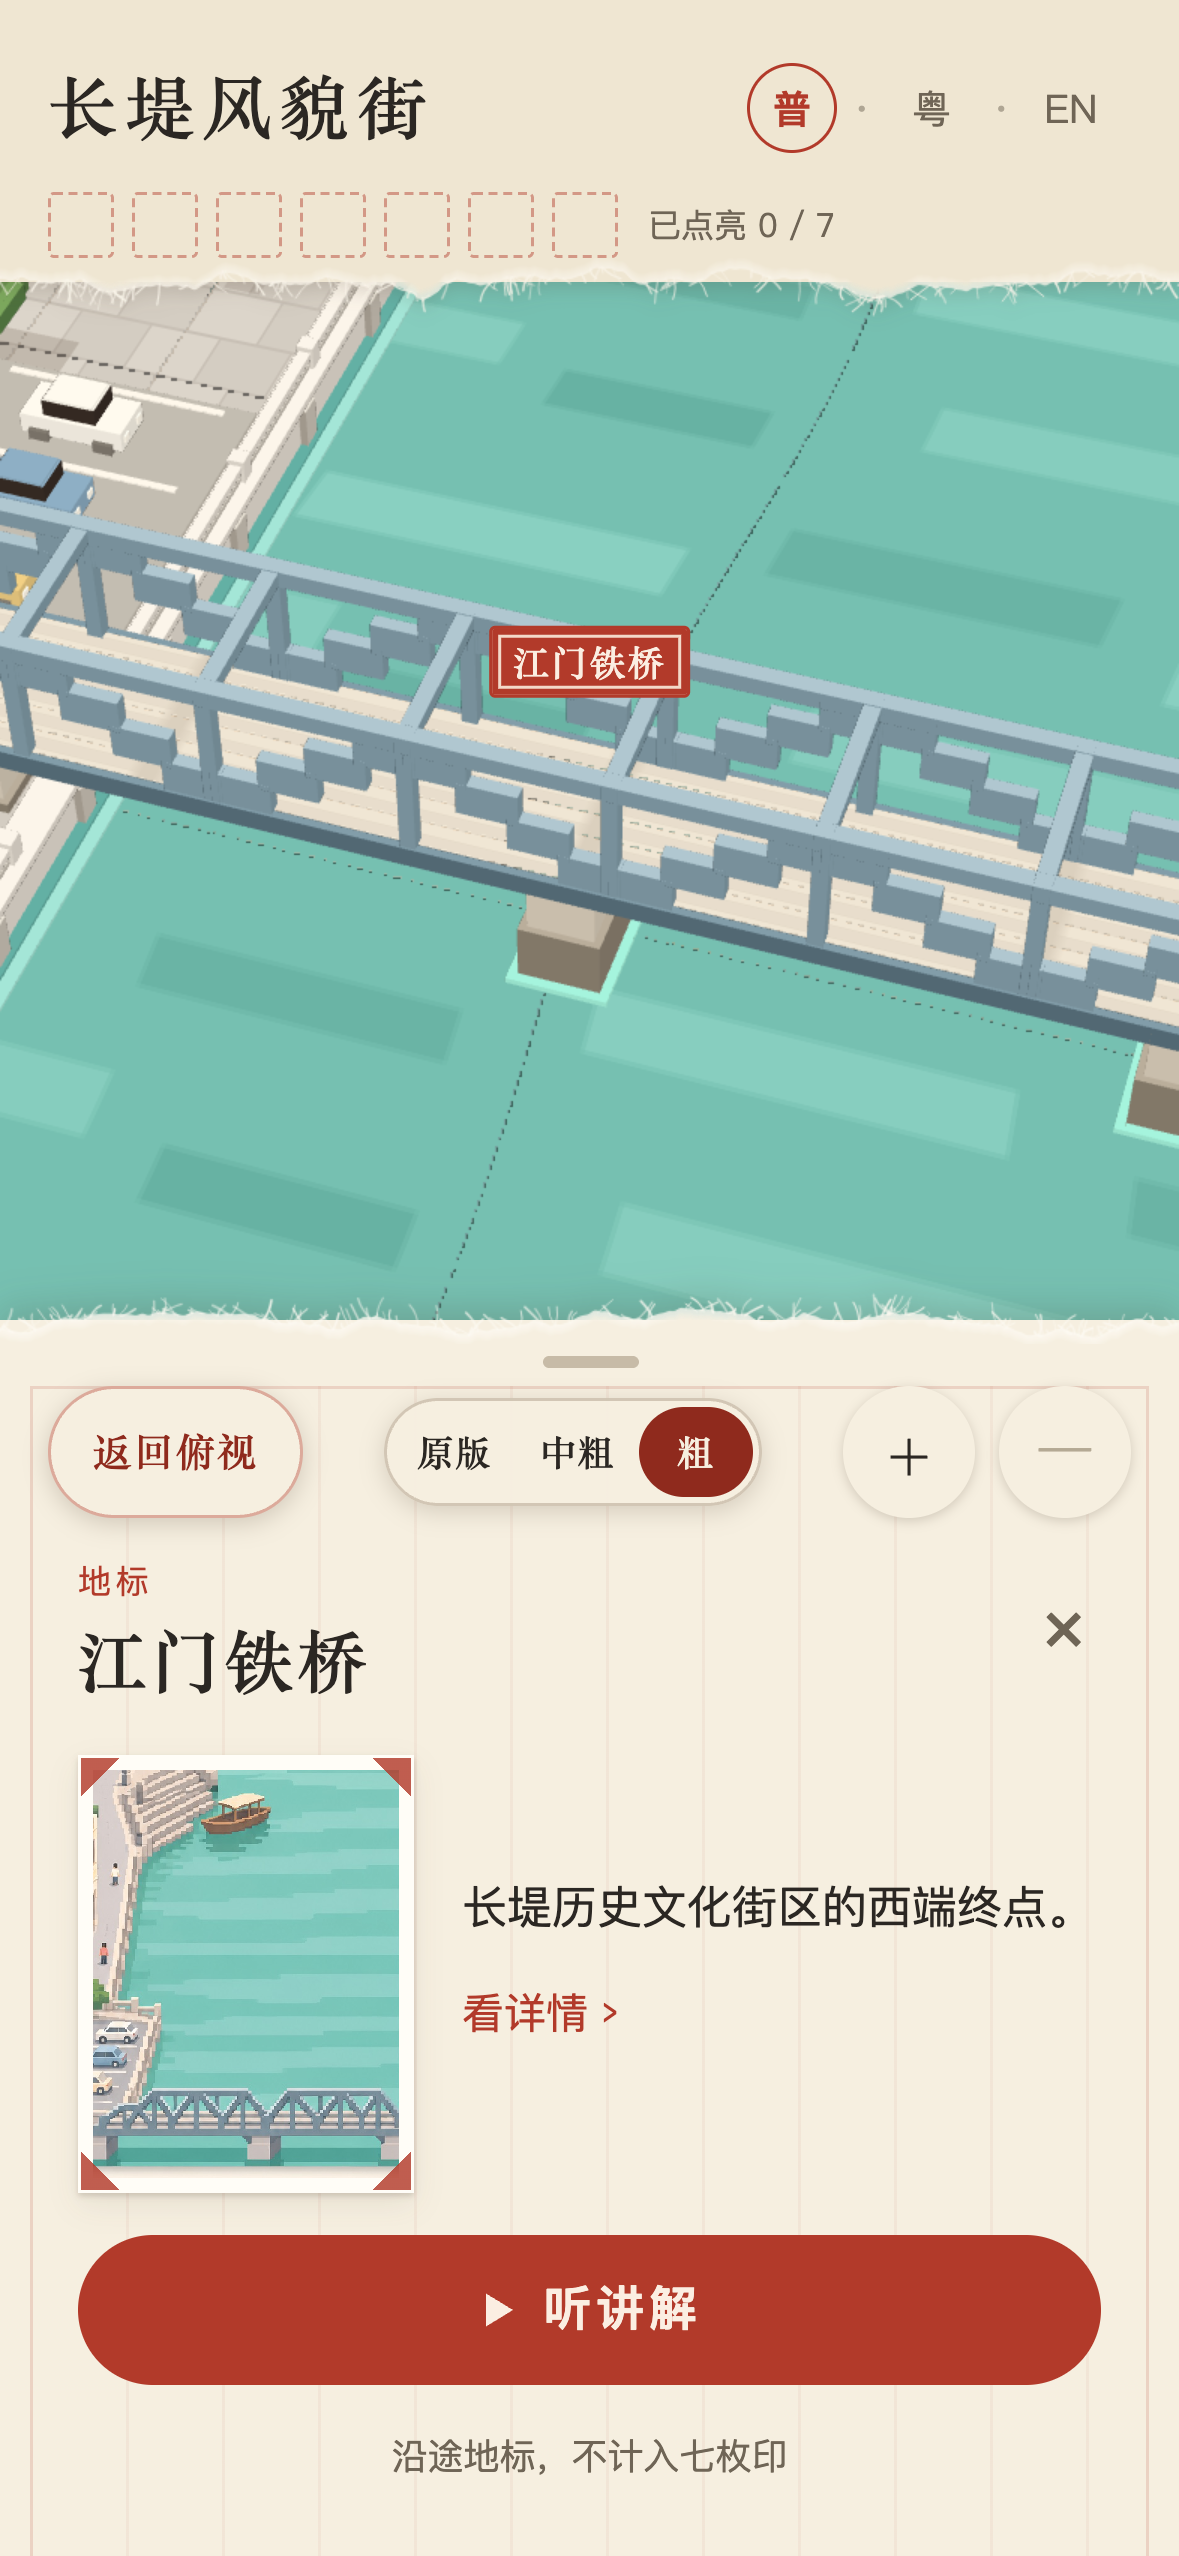 长堤风貌街
普 · 粤 · EN
已点亮 0 / 7
江门铁桥
返回俯视
原版 中粗 粗
地标
江门铁桥
长堤历史文化街区的西端终点。
看详情 >
听讲解
沿途地标，不计入七枚印